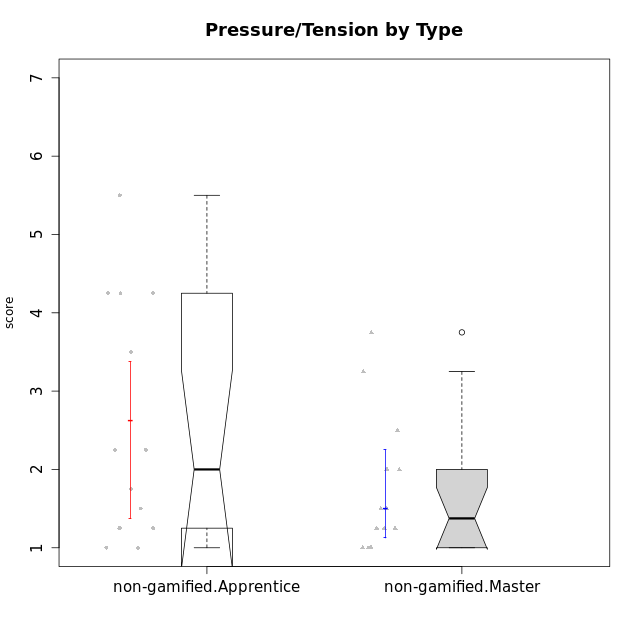 Pressure/Tension by Type
7
6
5
4
3
2
1
score
non-gamified.Apprentice
non-gamified.Master